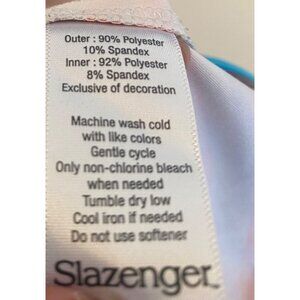 Outer : 90% Polyester
10% Spandex
Inner : 92% Polyester
8% Spandex
Exclusive of decoration
Machine wash cold
with like colors
Gentle cycle
Only non-chlorine bleach
when needed
Tumble dry low
Cool iron if needed
Do not use softener
Slazenger™